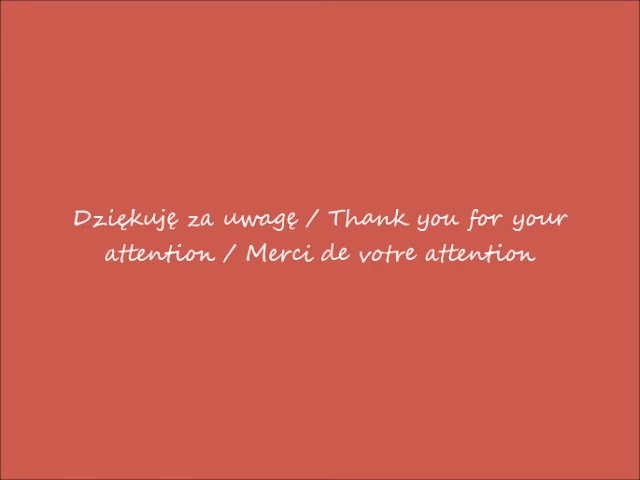 Dziękuję za uwagę / Thank you for your
attention / Merci de votre attention